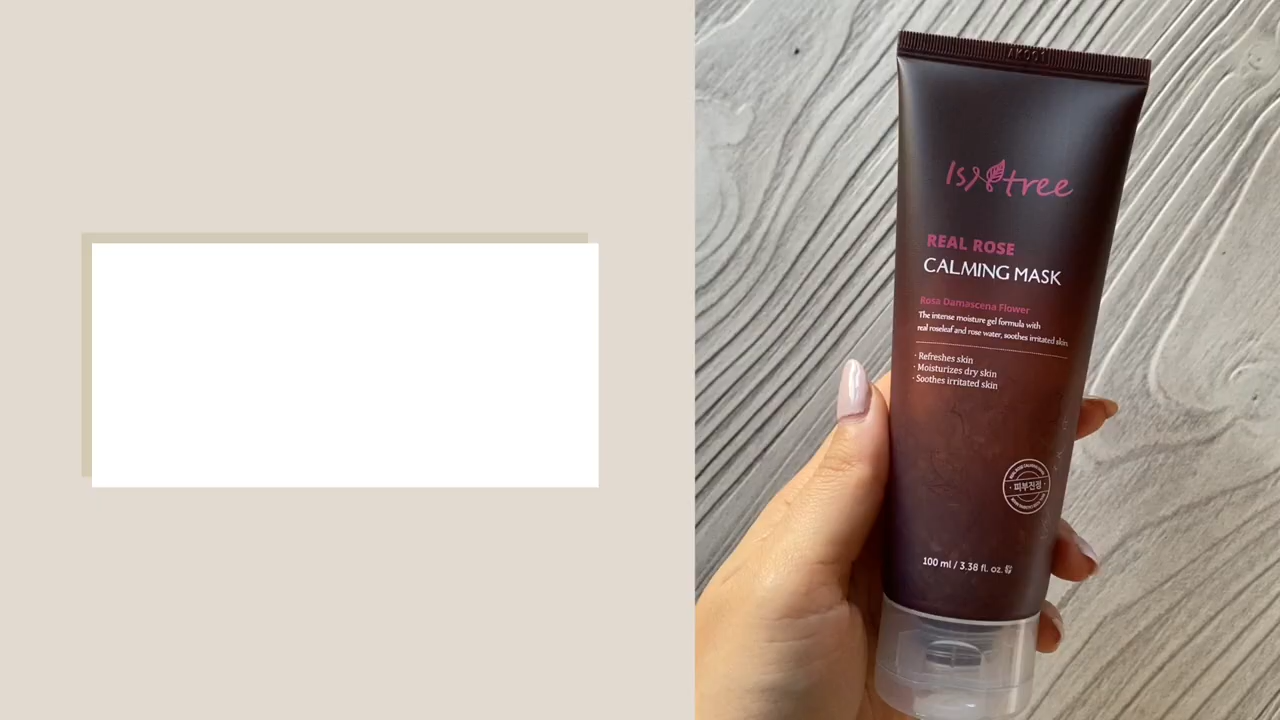 Isntree
REAL ROSE
CALMING MASK
Rosa Damascena Flower
The intense moisture gel formula with
real roseleaf and rose water, soothes irritated skin
· Refreshes skin
· Moisturizes dry skin
· Soothes irritated skin
· 피부진정 ·
100 ml / 3.38 fl. oz.